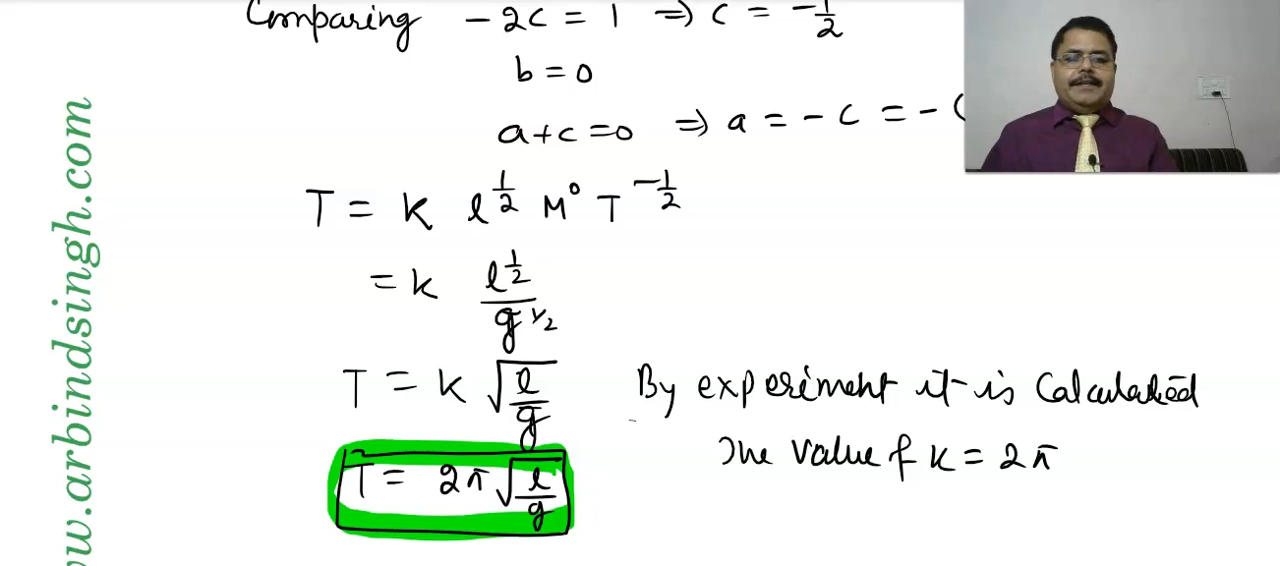 Comparing -2c = 1 ⇒ c = -1/2
b = 0
a+c=0 ⇒ a = -c = -(
T = k l^1/2 M^0 T^-1/2
= k l^1/2 / g^1/2
T = k √(l/g)
By experiment it is Calculated
The value of k = 2π
T = 2π √(l/g)
ww.arbindsingh.com